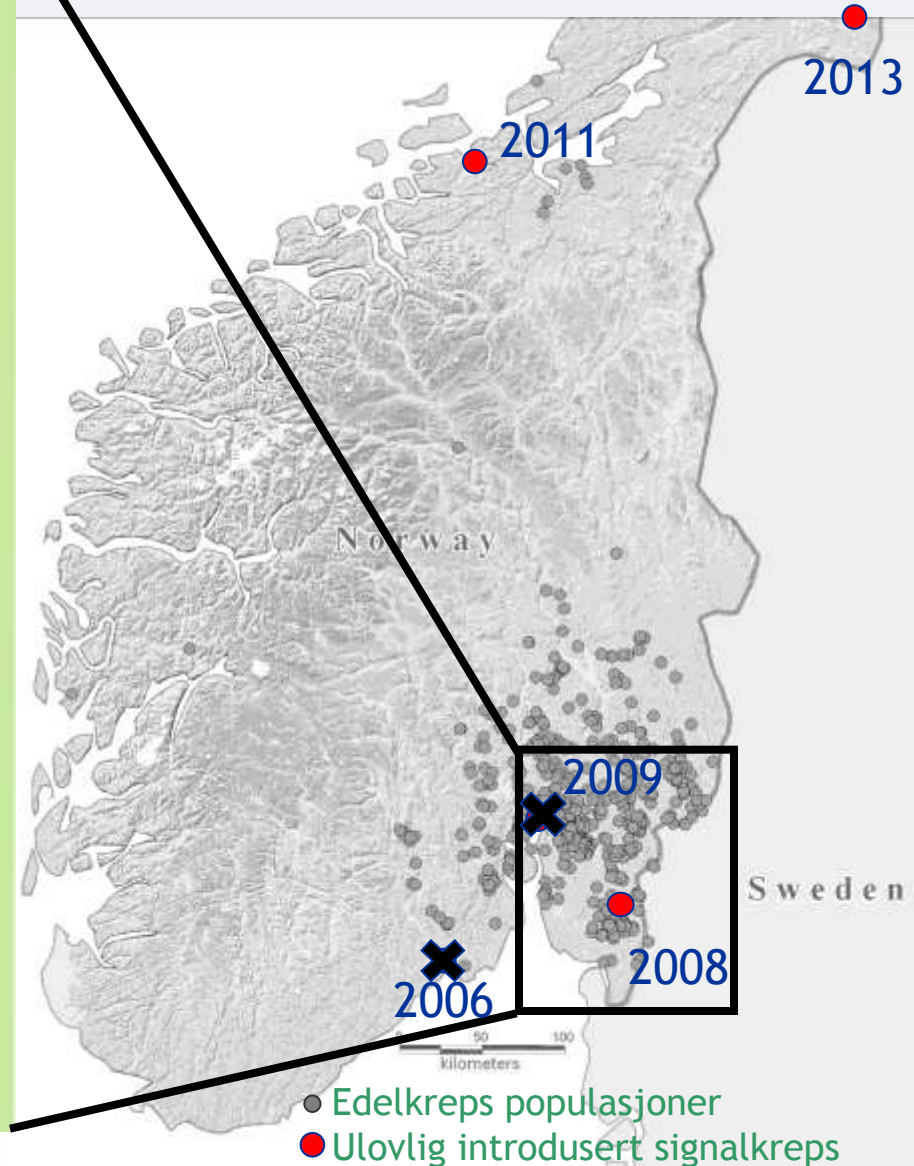 2013
2011
Norway
2009
Sweden
2008
2006
50 100
kilometers
Edelkreps populasjoner
Ulovlig introdusert signalkreps